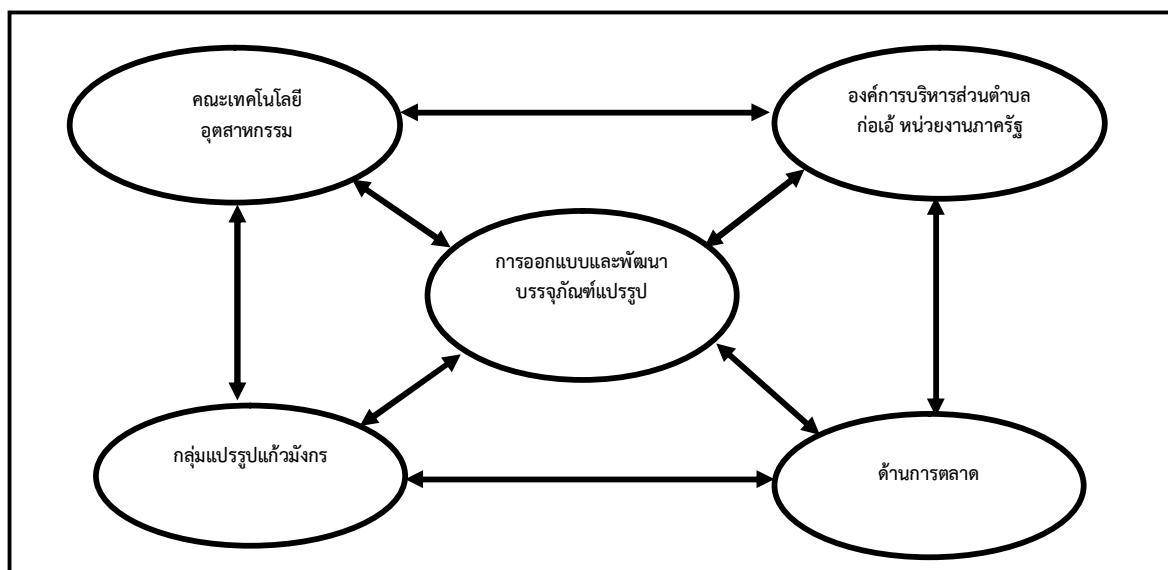 คณะเทคโนโลยี
อุตสาหกรรม
องค์การบริหารส่วนตำบล
ก่อเอ้ หน่วยงานภาครัฐ
การออกแบบและพัฒนา
บรรจุภัณฑ์แปรรูป
กลุ่มแปรรูปแก้วมังกร
ด้านการตลาด